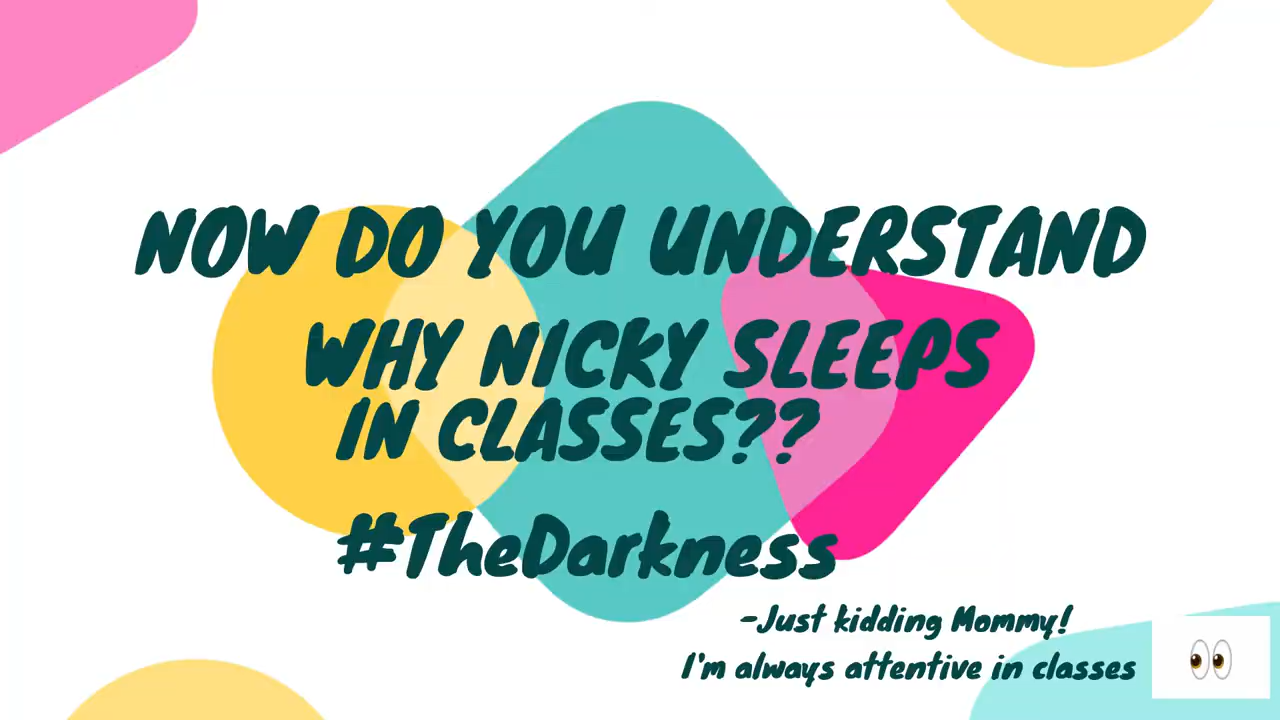 NOW DO YOU UNDERSTAND
WHY NICKY SLEEPS
IN CLASSES??
#TheDarkness
-Just kidding Mommy!
I'm always attentive in classes